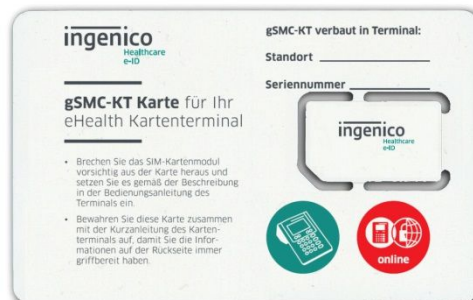 ingenico
Healthcare
e-ID
gSMC-KT Karte für Ihr
eHealth Kartenterminal
• Brechen Sie das SIM-Kartenmodul
vorsichtig aus der Karte heraus und
setzen Sie es gemäß der Beschreibung
in der Bedienungsanleitung des
Terminals ein.
• Bewahren Sie diese Karte zusammen
mit der Kurzanleitung des Karten-
terminals auf, damit Sie die Infor-
mationen auf der Rückseite immer
griffbereit haben.
gSMC-KT verbaut in Terminal:
Standort
Seriennummer
ingenico
Healthcare
e-ID
online